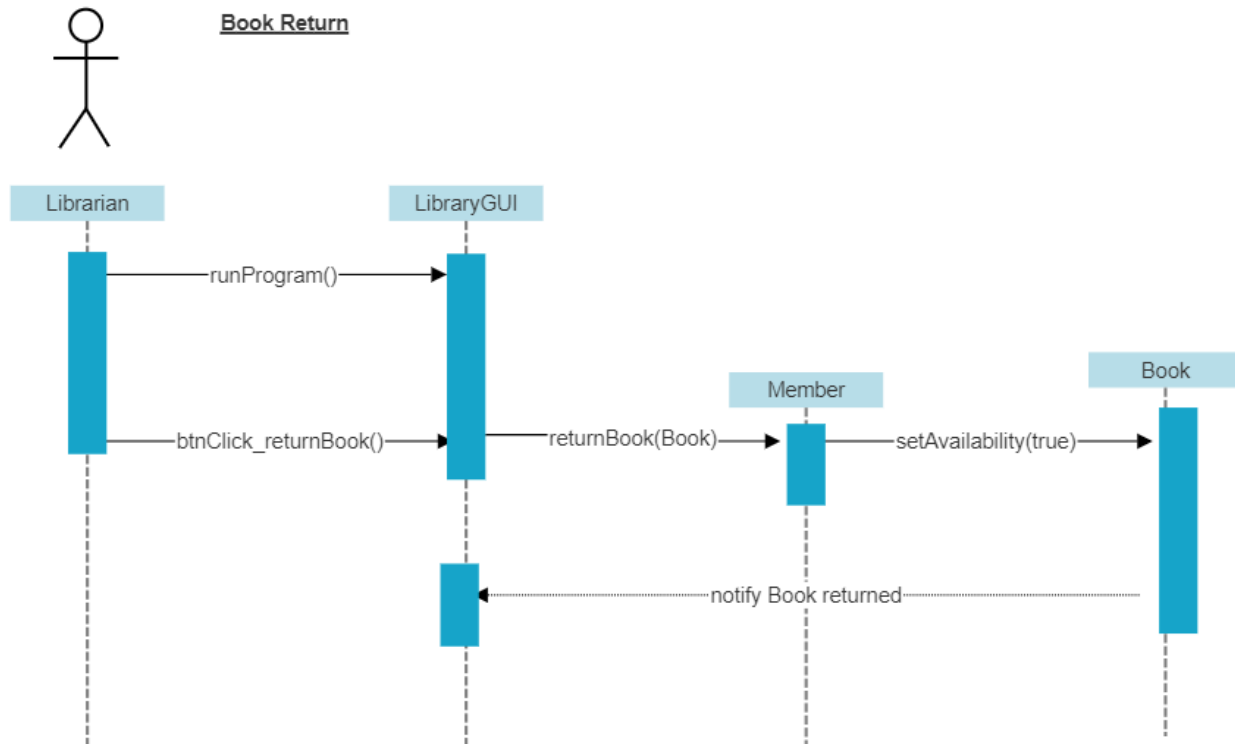 Book Return
Librarian
LibraryGUI
runProgram()
Member
Book
btnClick_returnBook()
returnBook(Book)
setAvailability(true)
notify Book returned